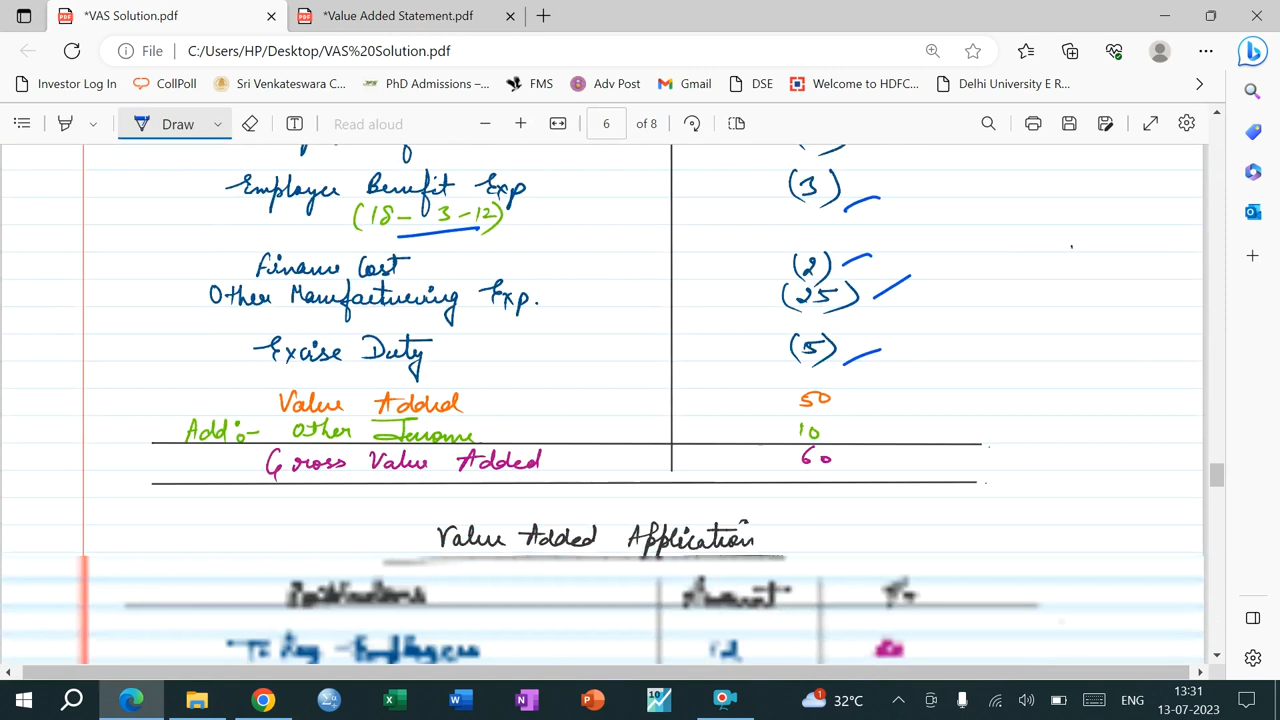 *VAS Solution.pdf
*Value Added Statement.pdf
File C:/Users/HP/Desktop/VAS%20Solution.pdf
Investor Log In CollPoll Sri Venkateswara C... PhD Admissions –... FMS Adv Post Gmail DSE Welcome to HDFC... Delhi University E R...
Draw Read aloud 6 of 8
Employee Benefit Exp (3)
(18 - 3 - 12)
Finance Cost (2)
Other Manufacturing Exp. (25)
Excise Duty (5)
Value Added 50
Add:- Other Income 10
Gross Value Added 60
Value Added Application
Amount
12
32°C ENG 13:31
13-07-2023